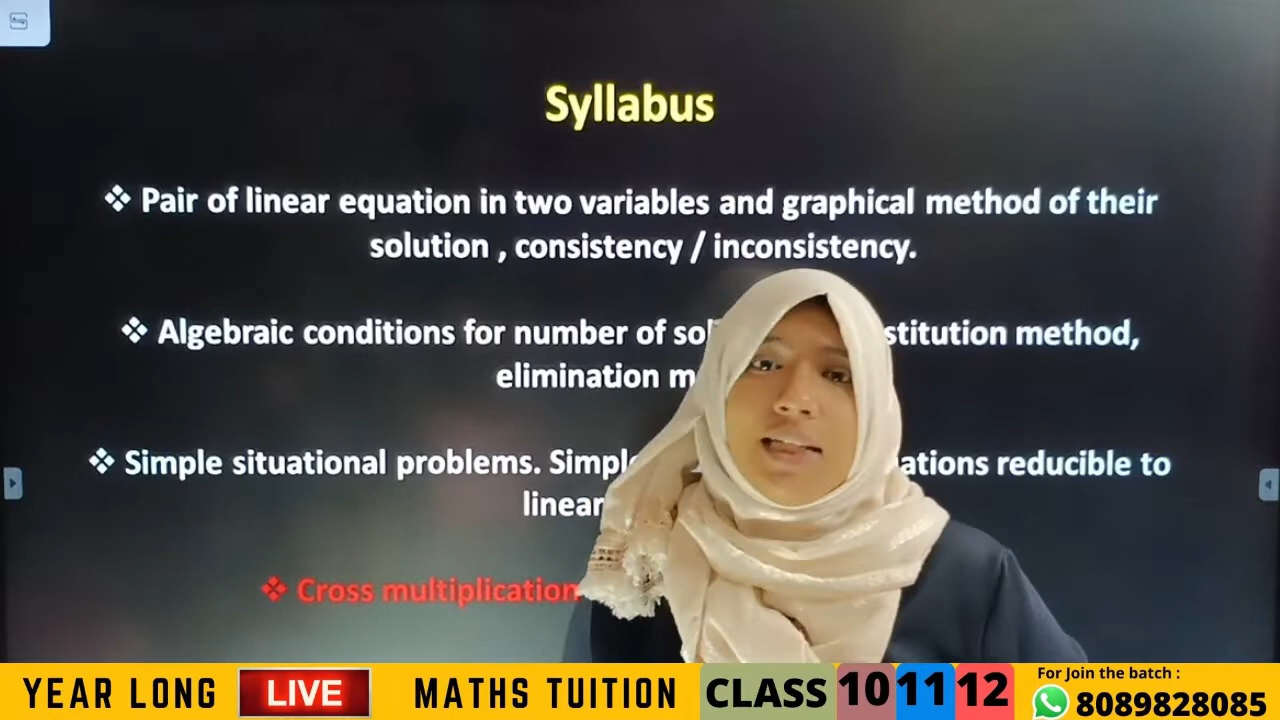 Syllabus
❖ Pair of linear equation in two variables and graphical method of their
solution , consistency / inconsistency.
❖ Algebraic conditions for number of stitution method,
elimination
❖ Simple situational problems. ations reducible to
linear
❖ Cross multiplication
YEAR LONG LIVE MATHS TUITION CLASS 10 11 12
For Join the batch :
8089828085